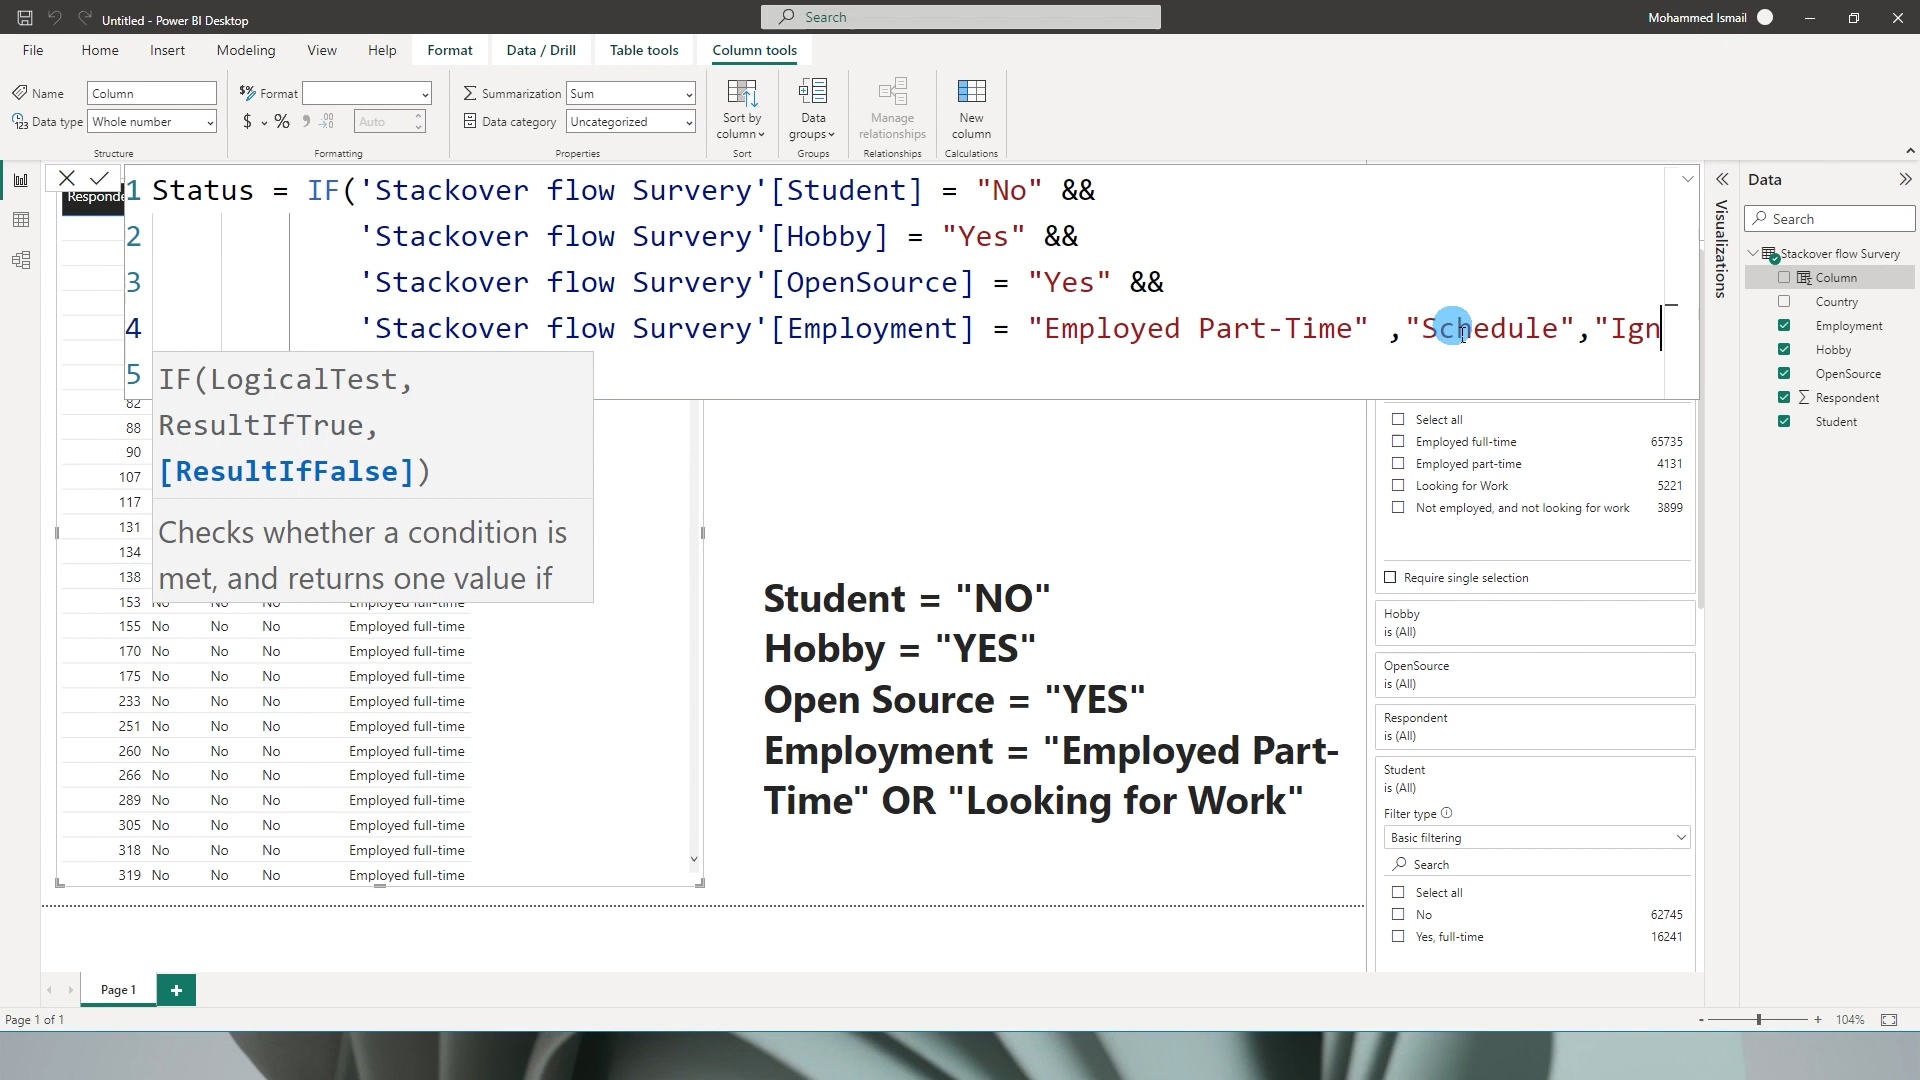 Untitled - Power BI Desktop
Search
Mohammed Ismail
File Home Insert Modeling View Help Format Data / Drill Table tools Column tools
Name Column
Data type Whole number
Structure
Format
$ % Auto
Formatting
Summarization Sum
Data category Uncategorized
Properties
Sort by
column
Sort
Data
groups
Groups
Manage
relationships
Relationships
New
column
Calculations
1 Status = IF('Stackover flow Survery'[Student] = "No" &&
2 'Stackover flow Survery'[Hobby] = "Yes" &&
3 'Stackover flow Survery'[OpenSource] = "Yes" &&
4 'Stackover flow Survery'[Employment] = "Employed Part-Time" ,"Schedule","Ign
5
IF(LogicalTest,
ResultIfTrue,
[ResultIfFalse])
Checks whether a condition is
met, and returns one value if
82
88
90
107
117
131
134
138
153 No No No Employed full-time
155 No No No Employed full-time
170 No No No Employed full-time
175 No No No Employed full-time
233 No No No Employed full-time
251 No No No Employed full-time
260 No No No Employed full-time
266 No No No Employed full-time
289 No No No Employed full-time
305 No No No Employed full-time
318 No No No Employed full-time
319 No No No Employed full-time
Student = "NO"
Hobby = "YES"
Open Source = "YES"
Employment = "Employed Part-
Time" OR "Looking for Work"
Select all
Employed full-time 65735
Employed part-time 4131
Looking for Work 5221
Not employed, and not looking for work 3899
Require single selection
Hobby
is (All)
OpenSource
is (All)
Respondent
is (All)
Student
is (All)
Filter type
Basic filtering
Search
Select all
No 62745
Yes, full-time 16241
Visualizations
Data
Search
Stackover flow Survery
Column
Country
Employment
Hobby
OpenSource
Respondent
Student
Page 1
Page 1 of 1
104%